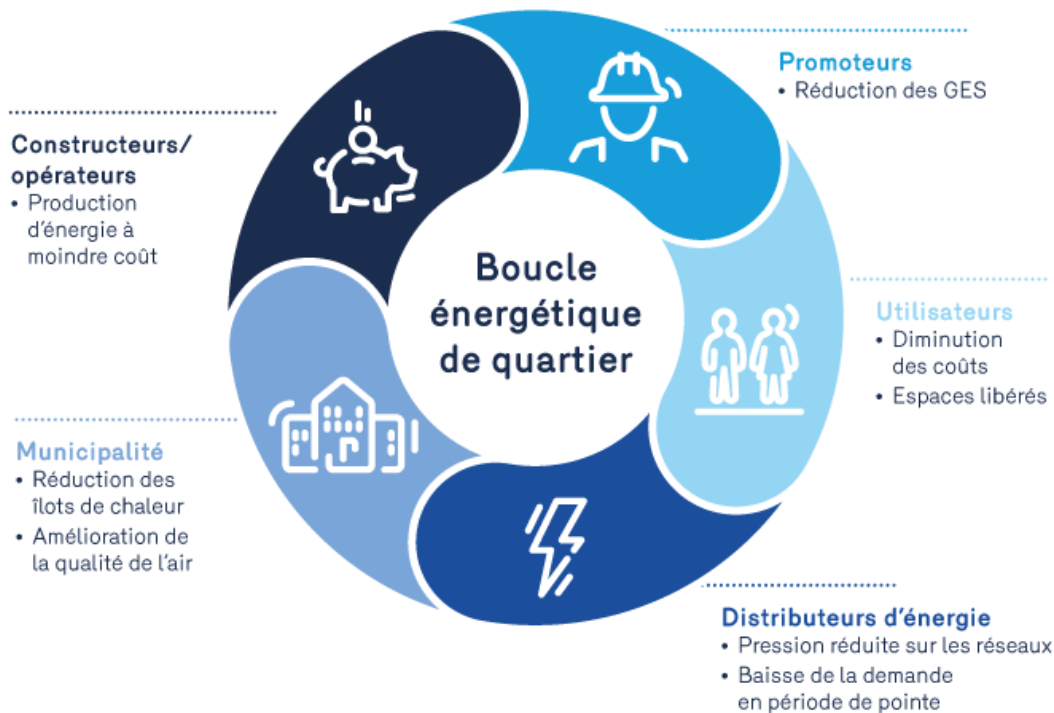 Boucle
énergétique
de quartier
Promoteurs
• Réduction des GES
Utilisateurs
• Diminution
des coûts
• Espaces libérés
Distributeurs d'énergie
• Pression réduite sur les réseaux
• Baisse de la demande
en période de pointe
Municipalité
• Réduction des
îlots de chaleur
• Amélioration de
la qualité de l'air
Constructeurs/
opérateurs
• Production
d'énergie à
moindre coût